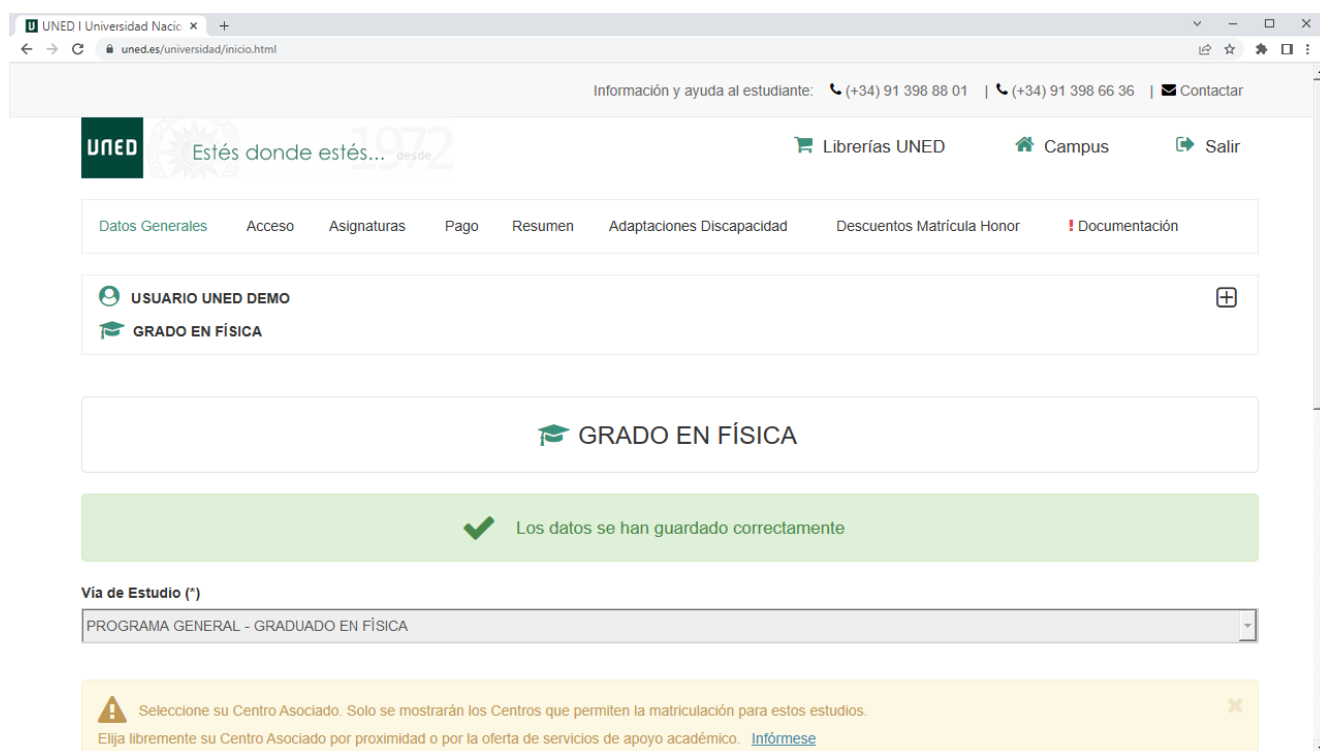 UNED I Universidad Nacio
uned.es/universidad/inicio.html
Información y ayuda al estudiante: (+34) 91 398 88 01 | (+34) 91 398 66 36 | Contactar
UNED Estés donde estés... desde 1972 Librerías UNED Campus Salir
Datos Generales Acceso Asignaturas Pago Resumen Adaptaciones Discapacidad Descuentos Matrícula Honor ! Documentación
USUARIO UNED DEMO
GRADO EN FÍSICA
GRADO EN FÍSICA
Los datos se han guardado correctamente
Vía de Estudio (*)
PROGRAMA GENERAL - GRADUADO EN FÍSICA
Seleccione su Centro Asociado. Solo se mostrarán los Centros que permiten la matriculación para estos estudios.
Elija libremente su Centro Asociado por proximidad o por la oferta de servicios de apoyo académico. Infórmese